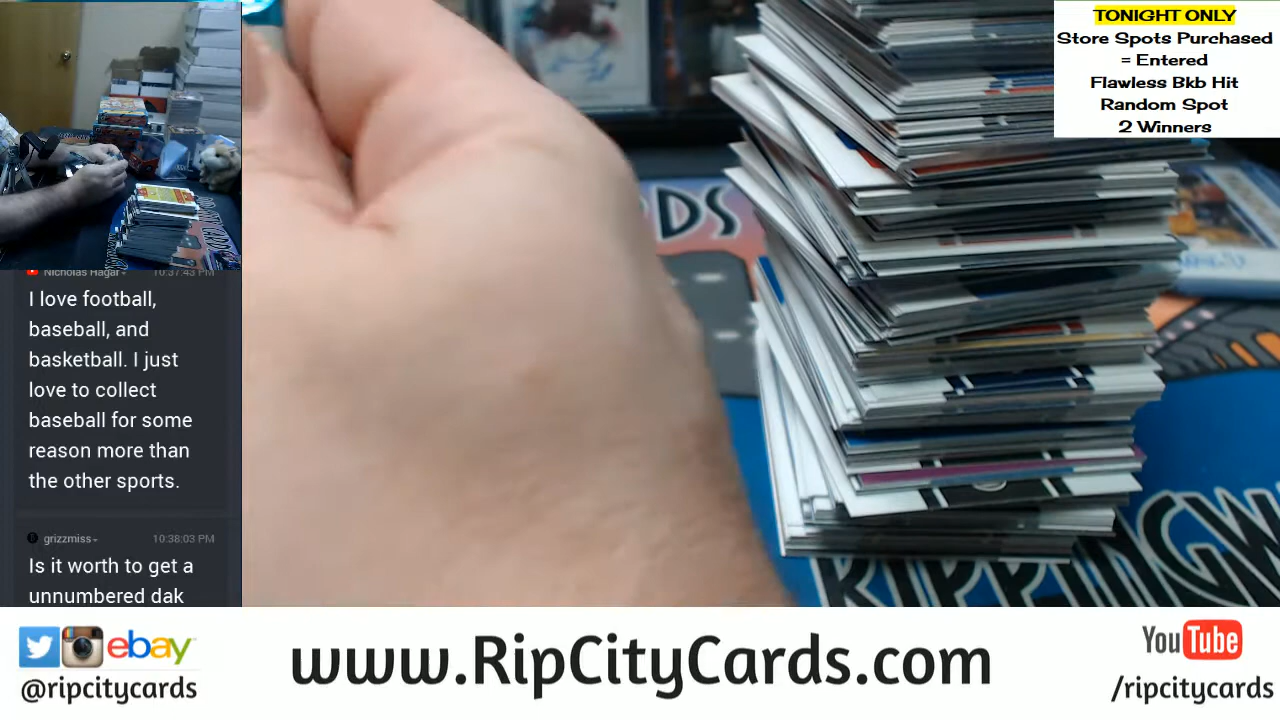 TONIGHT ONLY
Store Spots Purchased
= Entered
Flawless Bkb Hit
Random Spot
2 Winners
Nicholas Hagar
10:37:43 PM
I love football,
baseball, and
basketball. I just
love to collect
baseball for some
reason more than
the other sports.
grizzmiss
10:38:03 PM
Is it worth to get a
unnumbered dak
RDS
RIPPINGW
ebay
@ripcitycards
www.RipCityCards.com
YouTube
/ripcitycards